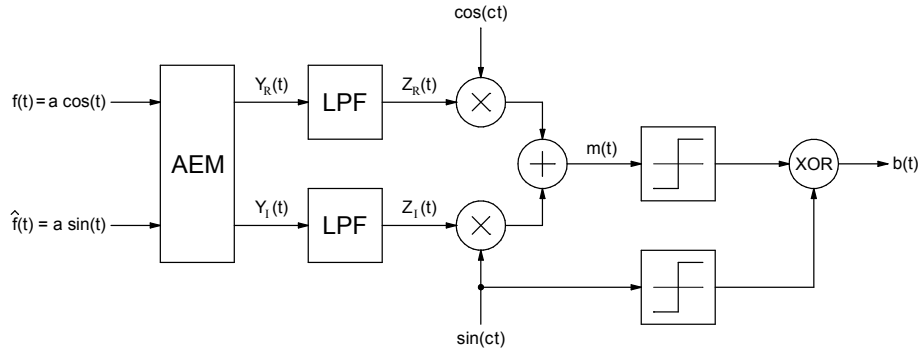 cos(ct)
f(t) = a cos(t)
Y_R(t)
LPF
Z_R(t)
×
AEM
+
m(t)
XOR
b(t)
f̂(t) = a sin(t)
Y_I(t)
LPF
Z_I(t)
×
sin(ct)